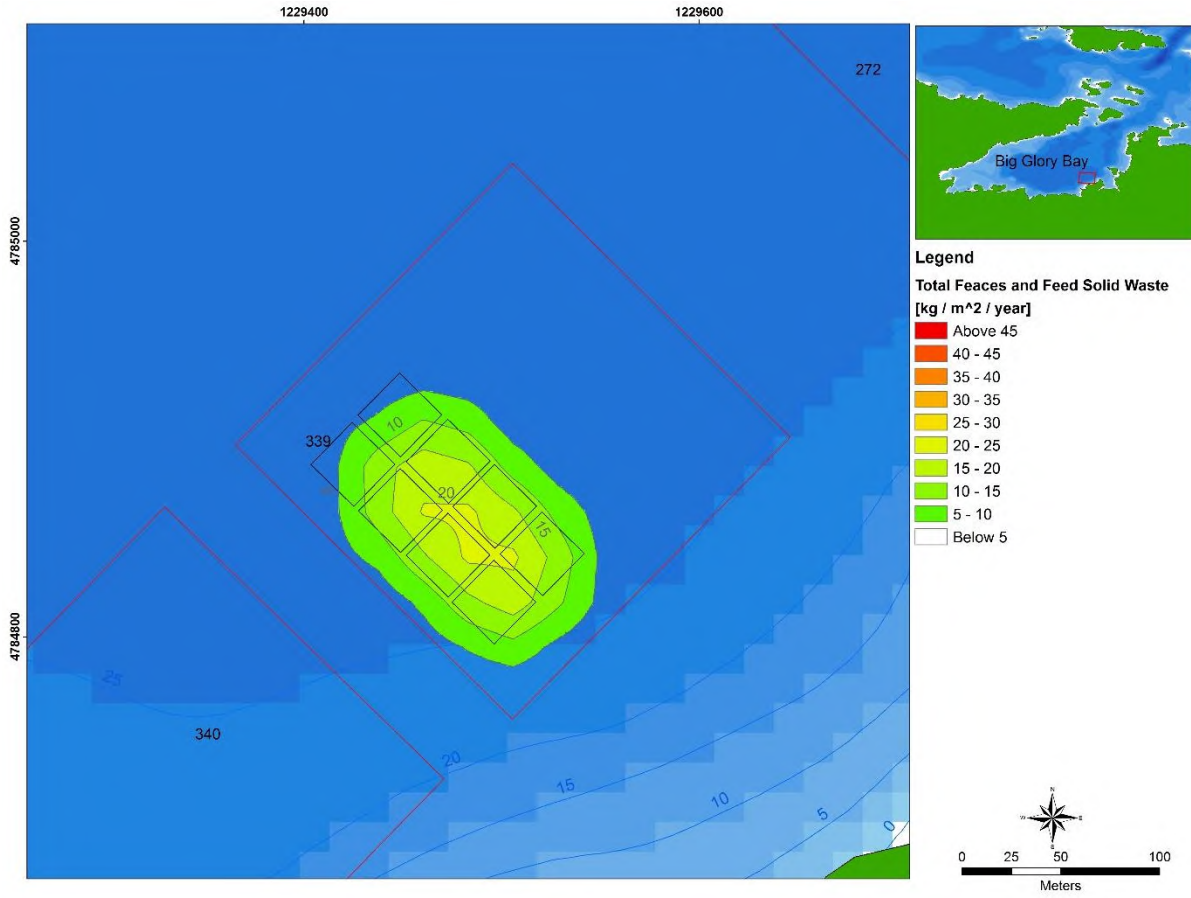 1229400
1229600
272
4785000
339
10
20
15
4784800
25
340
20
15
10
5
0
Big Glory Bay
Legend
Total Feaces and Feed Solid Waste
[kg / m^2 / year]
Above 45
40 - 45
35 - 40
30 - 35
25 - 30
20 - 25
15 - 20
10 - 15
5 - 10
Below 5
N
W
E
S
0 25 50 100
Meters